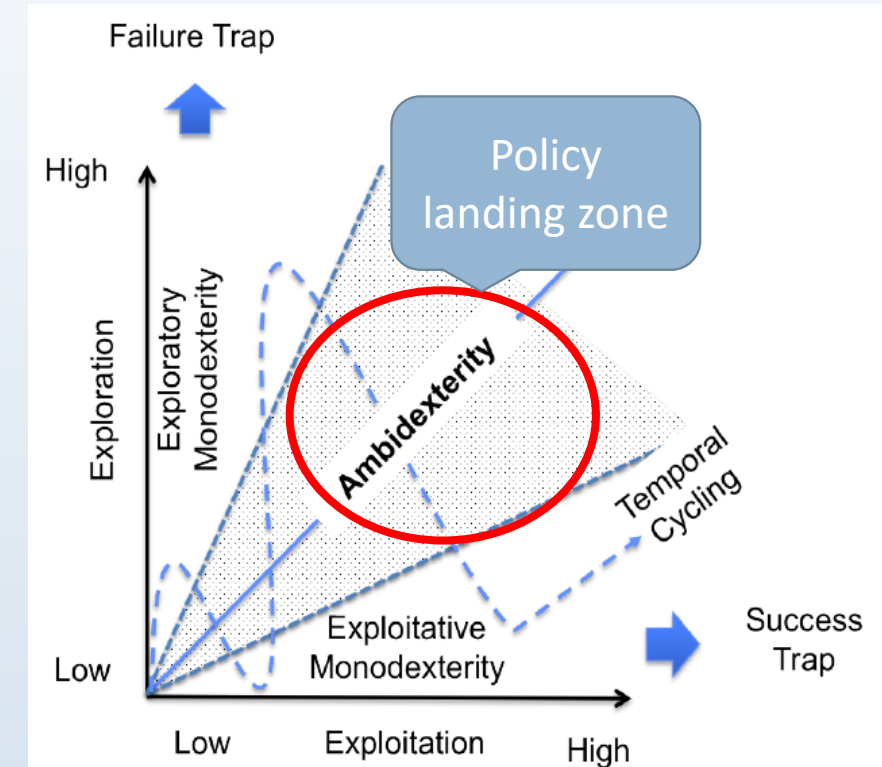 Failure Trap
Policy
landing zone
High
Exploration
Exploratory
Monodexterity
Ambidexterity
Temporal
Cycling
Exploitative
Monodexterity
Success
Trap
Low
Low
Exploitation
High